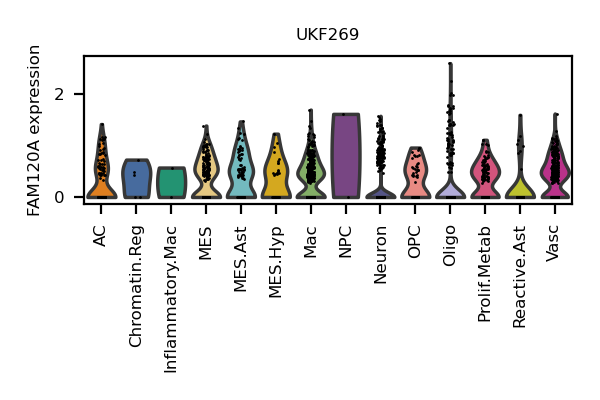 UKF269
FAM120A expression
2
0
AC
Chromatin.Reg
Inflammatory.Mac
MES
MES.Ast
MES.Hyp
Mac
NPC
Neuron
OPC
Oligo
Prolif.Metab
Reactive.Ast
Vasc